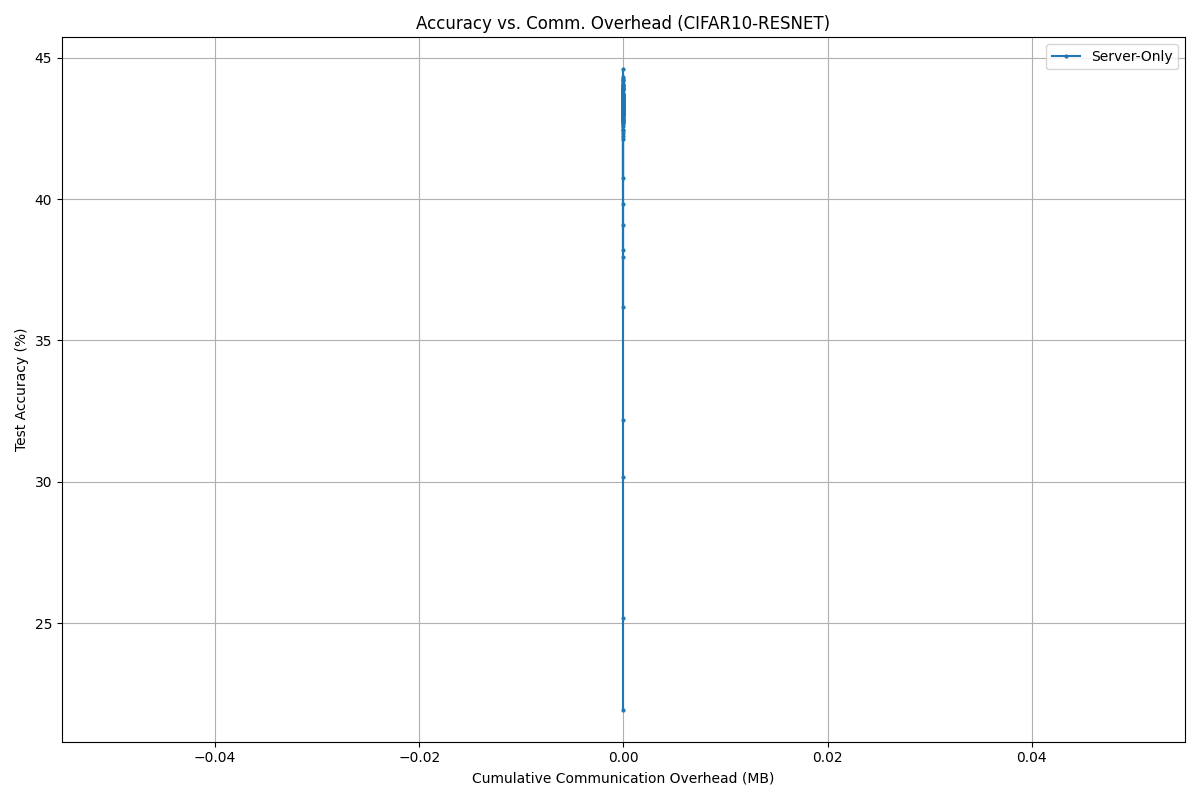 Accuracy vs. Comm. Overhead (CIFAR10-RESNET)
Server-Only
45
40
35
30
25
Test Accuracy (%)
−0.04 −0.02 0.00 0.02 0.04
Cumulative Communication Overhead (MB)